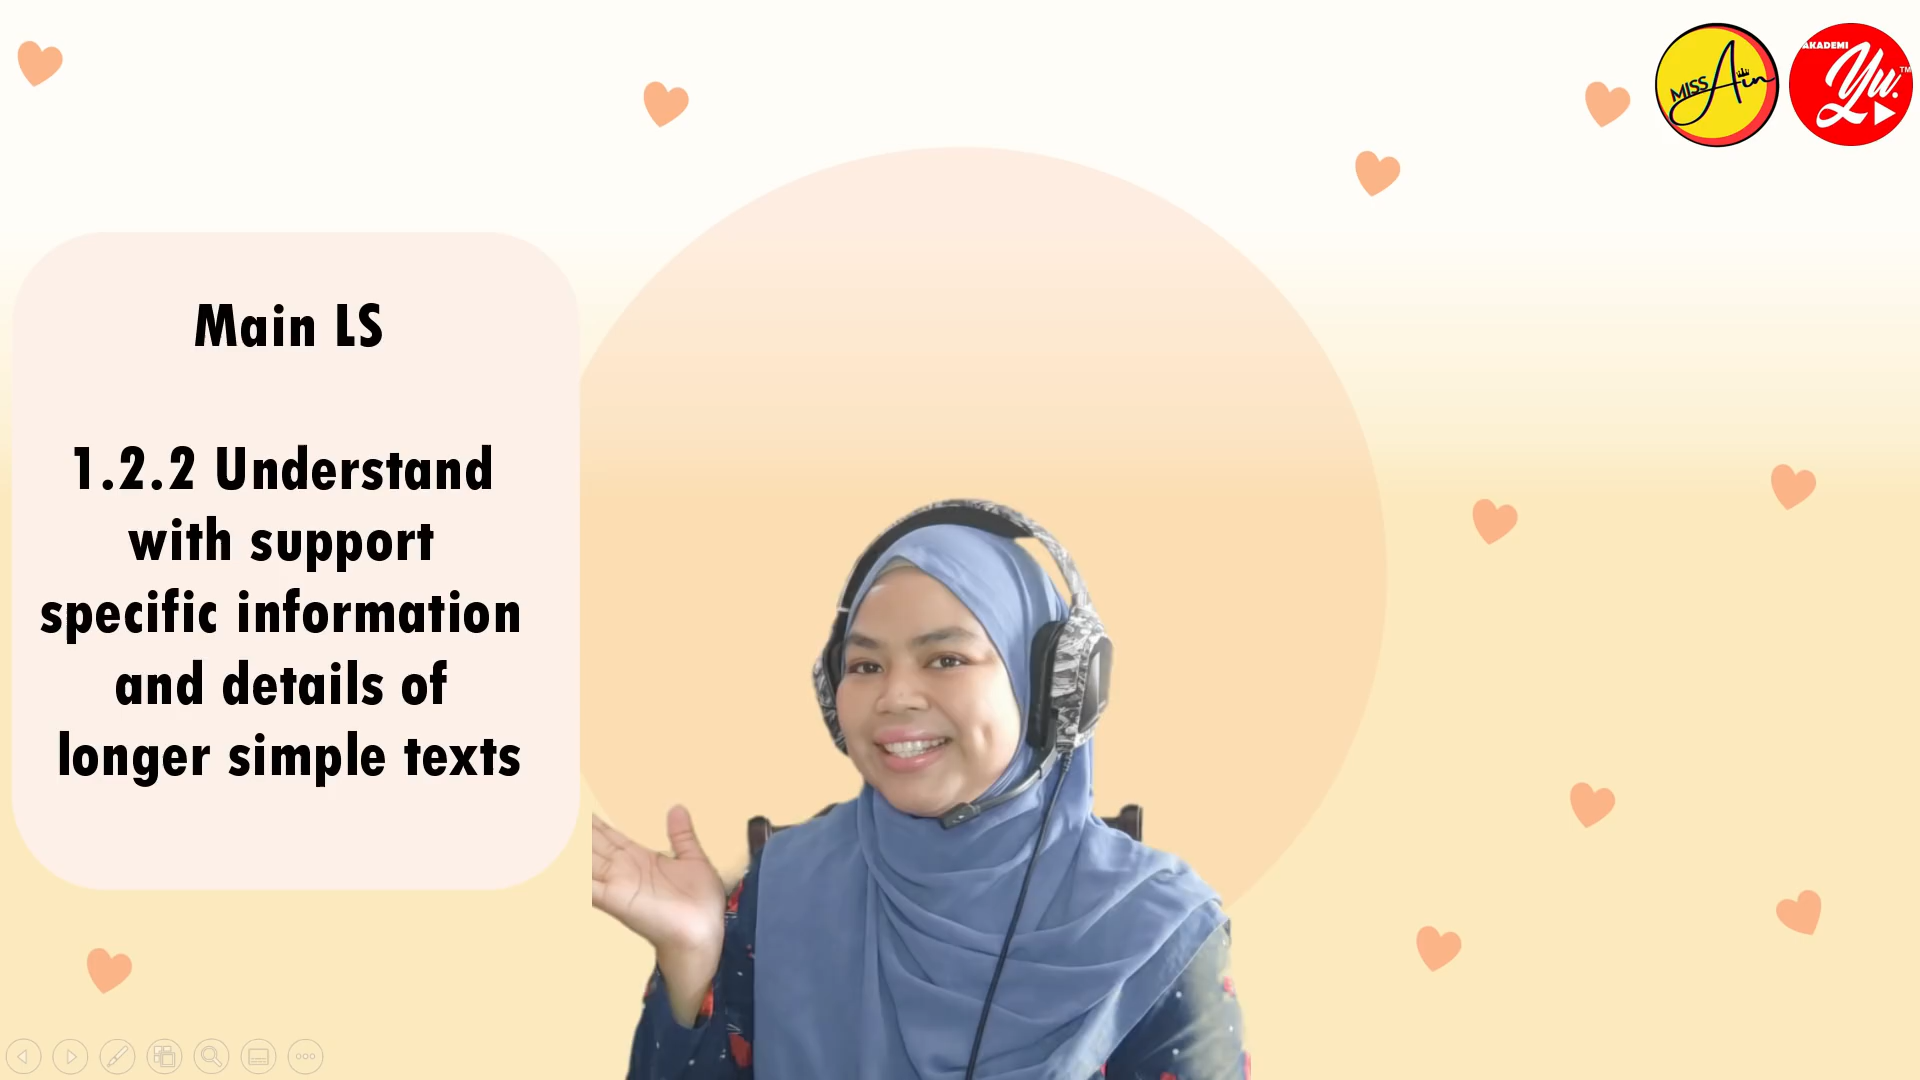 MISS Ain
AKADEMI
Yu.
TM
Main LS
1.2.2 Understand
with support
specific information
and details of
longer simple texts